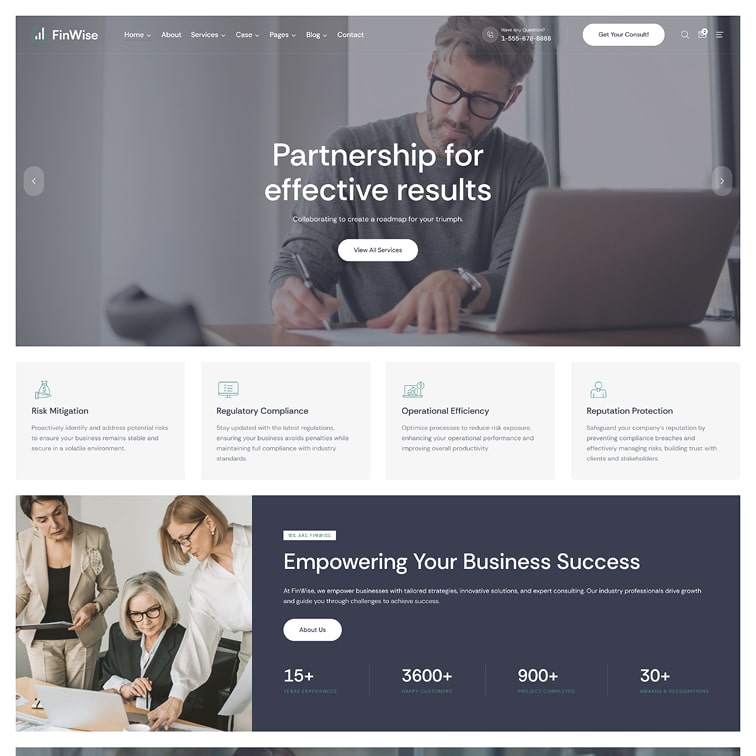 FinWise
Home
About
Services
Case
Pages
Blog
Contact
Have any Question?
1-555-678-8888
Get Your Consult!
Partnership for
effective results
Collaborating to create a roadmap for your triumph.
View All Services
Risk Mitigation
Proactively identify and address potential risks
to ensure your business remains stable and
secure in a volatile environment.
Regulatory Compliance
Stay updated with the latest regulations,
ensuring your business avoids penalties while
maintaining full compliance with industry
standards.
Operational Efficiency
Optimize processes to reduce risk exposure,
enhancing your operational performance and
improving overall productivity
Reputation Protection
Safeguard your company's reputation by
preventing compliance breaches and
effectively managing risks, building trust with
clients and stakeholders.
WE ARE FINWISE
Empowering Your Business Success
At FinWise, we empower businesses with tailored strategies, innovative solutions, and expert consulting. Our industry professionals drive growth
and guide you through challenges to achieve success.
About Us
15+
YEARS EXPERIENCES
3600+
HAPPY CUSTOMERS
900+
PROJECT COMPLETED
30+
AWARDS & RECOGNITIONS